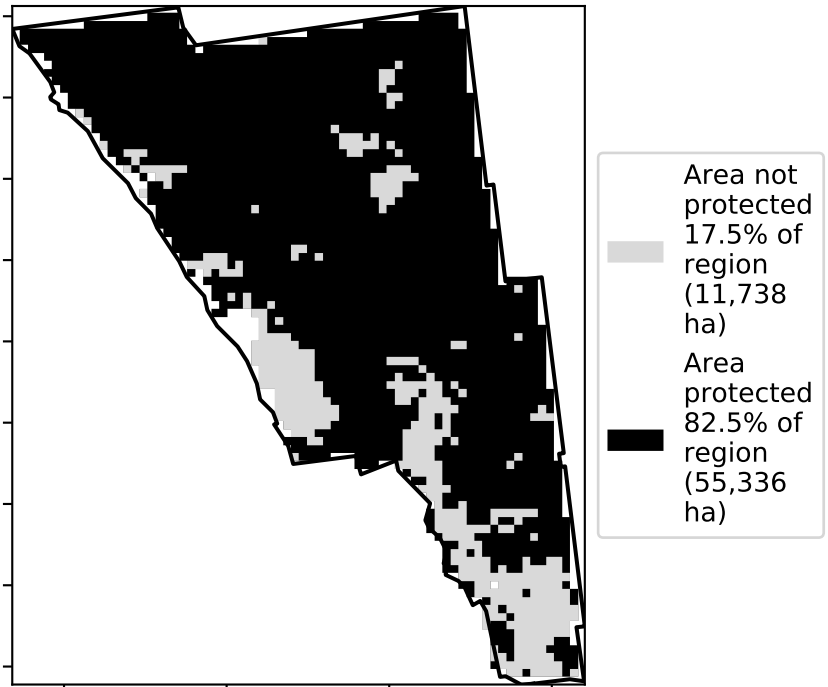 Area not
protected
17.5% of
region
(11,738
ha)
Area
protected
82.5% of
region
(55,336
ha)